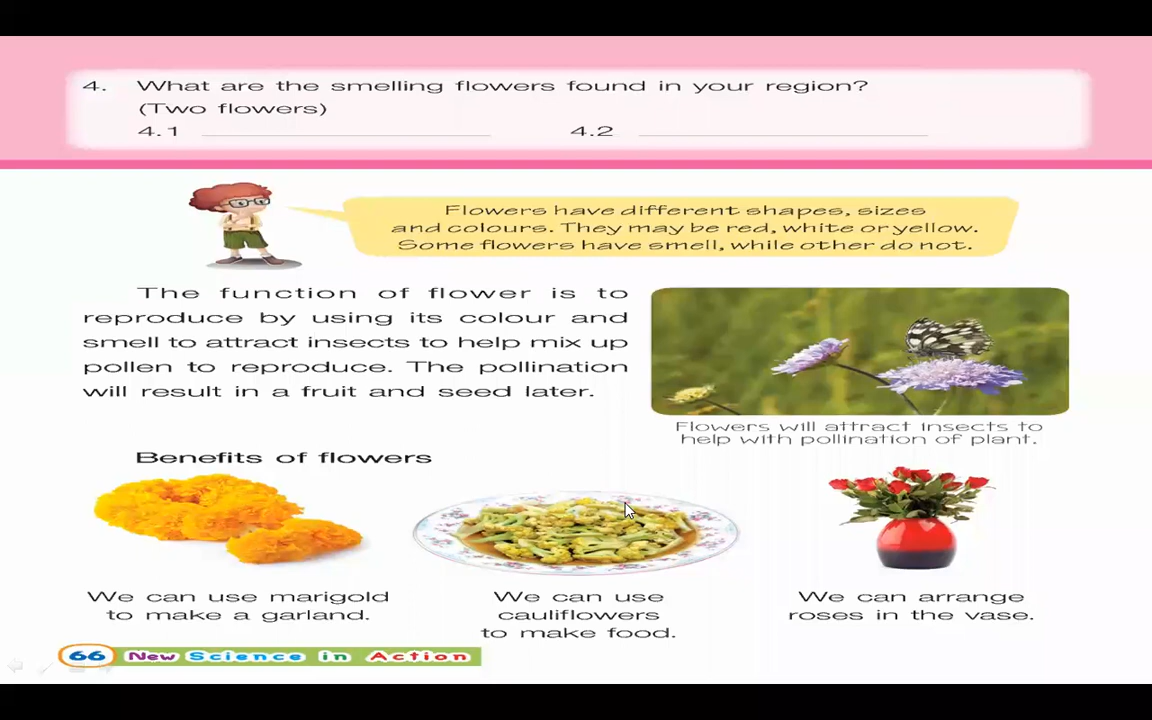 4. What are the smelling flowers found in your region?
(Two flowers)
4.1 4.2
Flowers have different shapes, sizes
and colours. They may be red, white or yellow.
Some flowers have smell, while other do not.
The function of flower is to
reproduce by using its colour and
smell to attract insects to help mix up
pollen to reproduce. The pollination
will result in a fruit and seed later.
Flowers will attract insects to
help with pollination of plant.
Benefits of flowers
We can use marigold
to make a garland.
We can use
cauliflowers
to make food.
We can arrange
roses in the vase.
66 New Science in Action